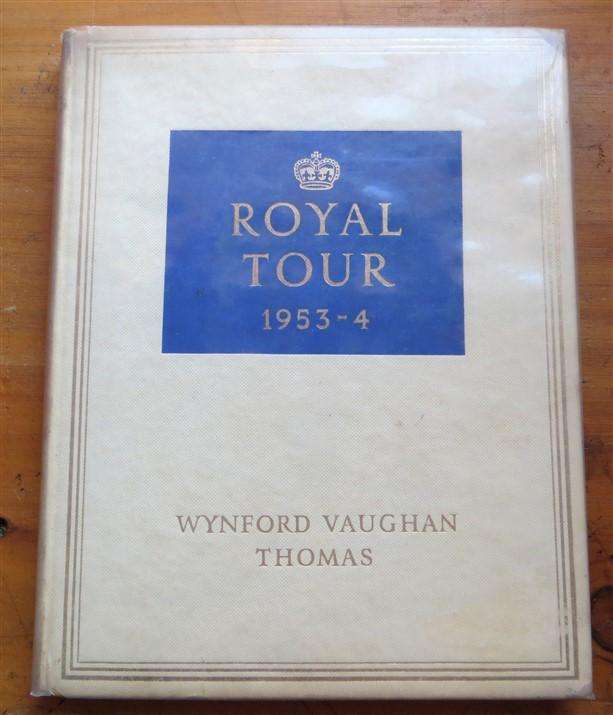 ROYAL
TOUR
1953-4
WYNFORD VAUGHAN
THOMAS